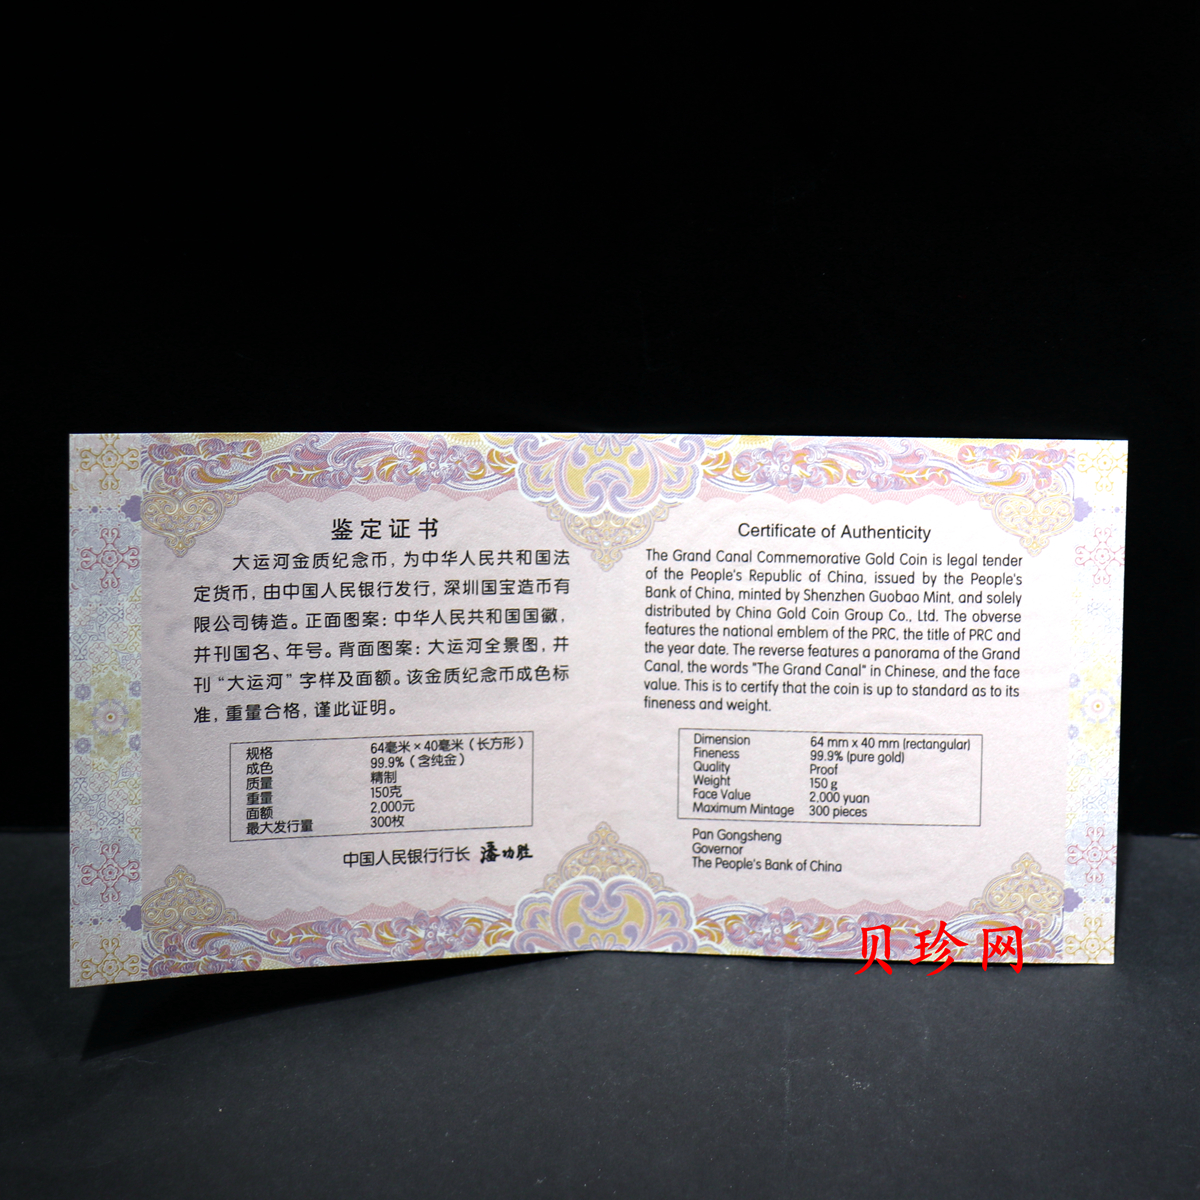 鉴定证书
大运河金质纪念币，为中华人民共和国法
定货币，由中国人民银行发行，深圳国宝造币有
限公司铸造。正面图案：中华人民共和国国徽，
并刊国名、年号。背面图案：大运河全景图，并
刊“大运河”字样及面额。该金质纪念币成色标
准，重量合格，谨此证明。
规格 64毫米×40毫米（长方形）
成色 99.9%（含纯金）
质量 精制
重量 150克
面额 2,000元
最大发行量 300枚
中国人民银行行长 潘功胜
Certificate of Authenticity
The Grand Canal Commemorative Gold Coin is legal tender
of the People's Republic of China, issued by the People's
Bank of China, minted by Shenzhen Guobao Mint, and solely
distributed by China Gold Coin Group Co., Ltd. The obverse
features the national emblem of the PRC, the title of PRC and
the year date. The reverse features a panorama of the Grand
Canal, the words "The Grand Canal" in Chinese, and the face
value. This is to certify that the coin is up to standard as to its
fineness and weight.
Dimension 64 mm x 40 mm (rectangular)
Fineness 99.9% (pure gold)
Quality Proof
Weight 150 g
Face Value 2,000 yuan
Maximum Mintage 300 pieces
Pan Gongsheng
Governor
The People's Bank of China
贝珍网